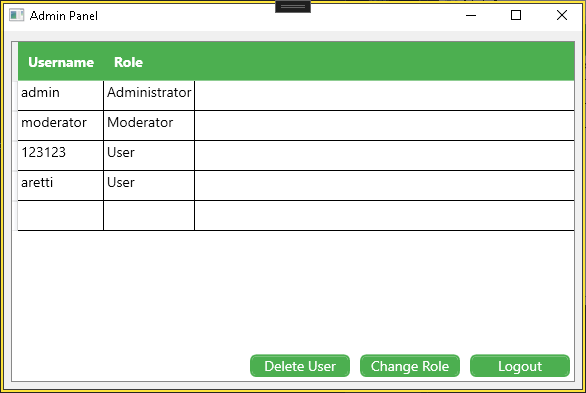 Admin Panel
Username Role
admin Administrator
moderator Moderator
123123 User
aretti User
Delete User Change Role Logout